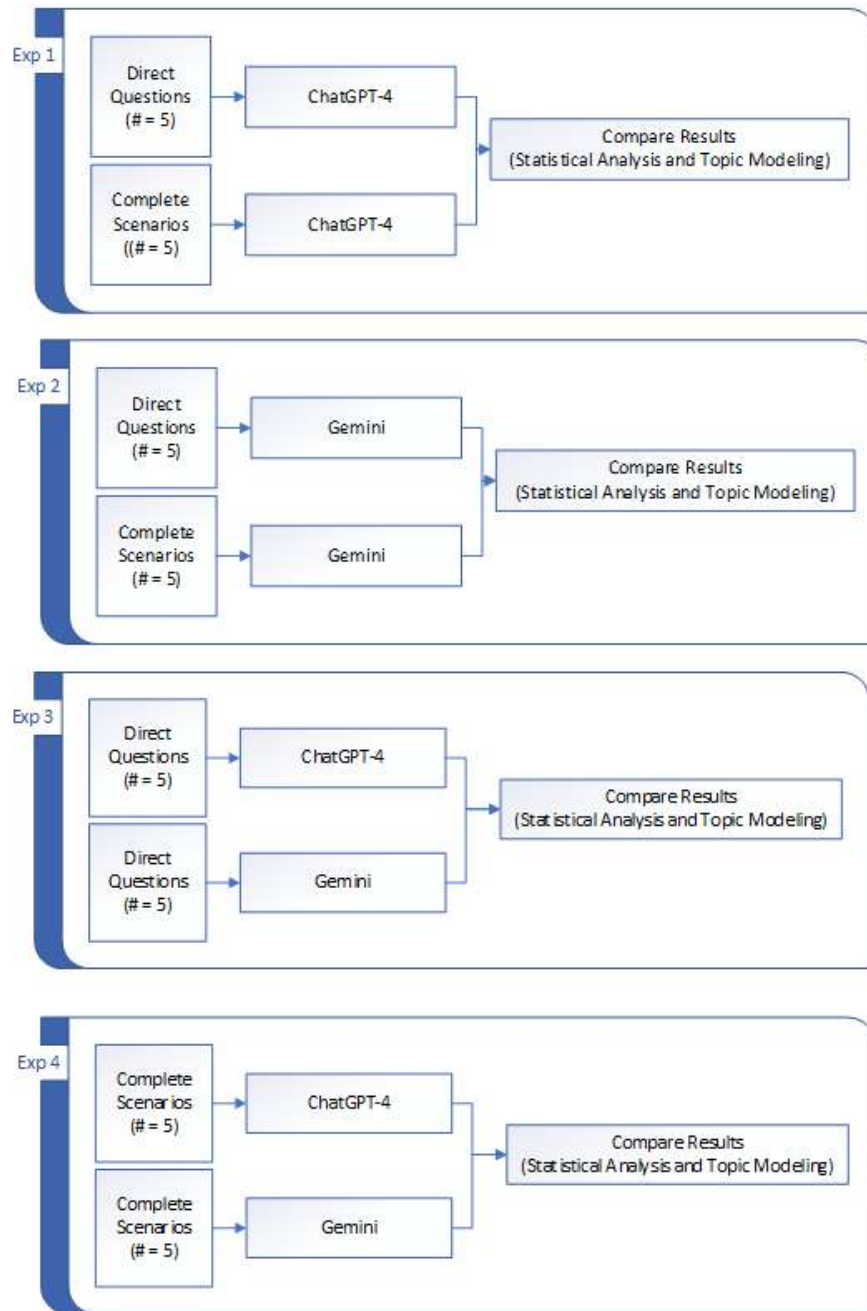 Exp 1
Direct
Questions
(# = 5)
ChatGPT-4
Complete
Scenarios
((# = 5)
ChatGPT-4
Compare Results
(Statistical Analysis and Topic Modeling)
Exp 2
Direct
Questions
(# = 5)
Gemini
Complete
Scenarios
(# = 5)
Gemini
Compare Results
(Statistical Analysis and Topic Modeling)
Exp 3
Direct
Questions
(# = 5)
ChatGPT-4
Direct
Questions
(# = 5)
Gemini
Compare Results
(Statistical Analysis and Topic Modeling)
Exp 4
Complete
Scenarios
(# = 5)
ChatGPT-4
Complete
Scenarios
(# = 5)
Gemini
Compare Results
(Statistical Analysis and Topic Modeling)